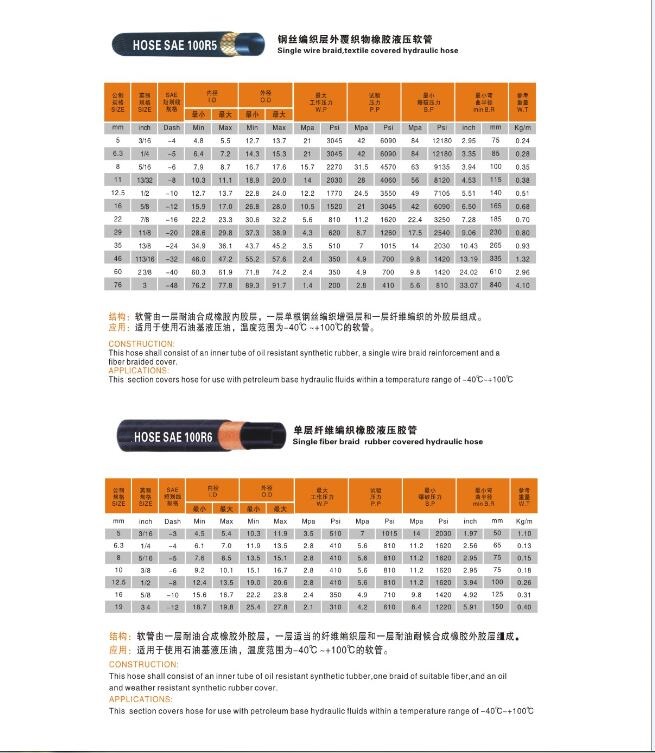 HOSE SAE 100R5
钢丝编织层外覆织物橡胶液压软管
Single wire braid,textile covered hydraulic hose
公制规格 SIZE 英制规格 SIZE SAE 规格 内径 I.D 外径 O.D 最大工作压力 W.P 试验压力 P.P 最小爆破压力 B.P 最小弯曲半径 min B.R 参考重量 W.T
最小 最大 最小 最大
mm inch Dash Min Max Min Max Mpa Psi Mpa Psi Mpa Psi inch mm Kg/m
5 3/16 -4 4.8 5.5 12.7 13.7 21 3045 42 6090 84 12180 2.95 75 0.24
6.3 1/4 -5 6.4 7.2 14.3 15.3 21 3045 42 6090 84 12180 3.35 85 0.28
8 5/16 -6 7.9 8.7 16.7 17.6 15.7 2270 31.5 4570 63 9135 3.94 100 0.35
11 13/32 -8 10.3 11.1 18.9 20.0 14 2030 28 4060 56 8120 4.53 115 0.38
12.5 1/2 -10 12.7 13.7 22.8 24.0 12.2 1770 24.5 3550 49 7105 5.51 140 0.51
16 5/8 -12 15.9 17.0 26.8 28.0 10.5 1520 21 3045 42 6090 6.50 165 0.68
22 7/8 -16 22.2 23.3 30.6 32.2 5.6 810 11.2 1620 22.4 3250 7.28 185 0.70
29 11/8 -20 28.6 29.8 37.3 38.9 4.3 620 8.7 1260 17.5 2540 9.06 230 0.80
35 13/8 -24 34.9 36.1 43.7 45.2 3.5 510 7 1015 14 2030 10.43 265 0.93
46 113/16 -32 46.0 47.2 55.2 57.6 2.4 350 4.9 700 9.8 1420 13.19 335 1.32
60 23/8 -40 60.3 61.9 71.8 74.2 2.4 350 4.9 700 9.8 1420 24.02 610 2.96
76 3 -48 76.2 77.8 89.3 91.7 1.4 200 2.8 410 5.6 810 33.07 840 4.10
结构：软管由一层耐油合成橡胶内胶层，一层单根钢丝编织增强层和一层纤维编织的外胶层组成。
应用：适用于使用石油基液压油，温度范围为-40℃ ~+100℃的软管。
CONSTRUCTION:
This hose shall consist of an inner tube of oil resistant synthetic rubber, a single wire braid reinforcement and a
fiber braided cover.
APPLICATIONS:
This section covers hose for use with petroleum base hydraulic fluids within a temperature range of -40℃~+100℃
HOSE SAE 100R6
单层纤维编织橡胶液压胶管
Single fiber braid rubber covered hydraulic hose
公制规格 SIZE 英制规格 SIZE SAE 规格 内径 I.D 外径 O.D 最大工作压力 W.P 试验压力 P.P 最小爆破压力 B.P 最小弯曲半径 min B.R 参考重量 W.T
最小 最大 最小 最大
mm inch Dash Min Max Min Max Mpa Psi Mpa Psi Mpa Psi inch mm Kg/m
5 3/16 -3 4.5 5.4 10.3 11.9 3.5 510 7 1015 14 2030 1.97 50 1.10
6.3 1/4 -4 6.1 7.0 11.9 13.5 2.8 410 5.6 810 11.2 1620 2.56 65 0.13
8 5/16 -5 7.6 8.5 13.5 15.1 2.8 410 5.6 810 11.2 1620 2.95 75 0.15
10 3/8 -6 9.2 10.1 15.1 16.7 2.8 410 5.6 810 11.2 1620 2.95 75 0.18
12.5 1/2 -8 12.4 13.5 19.0 20.6 2.8 410 5.6 810 11.2 1620 3.94 100 0.26
16 5/8 -10 15.6 16.7 22.2 23.8 2.4 350 4.9 710 9.8 1420 4.92 125 0.31
19 3 4 -12 18.7 19.8 25.4 27.8 2.1 310 4.2 610 8.4 1220 5.91 150 0.40
结构：软管由一层耐油合成橡胶外胶层，一层适当的纤维编织层和一层耐油耐候合成橡胶外胶层组成。
应用：适用于使用石油基液压油，温度范围为-40℃ ~+100℃的软管。
CONSTRUCTION:
This hose shall consist of an inner tube of oil resistant synthetic tubber,one braid of suitable fiber,and an oil
and weather resistant synthetic rubber cover.
APPLICATIONS:
This section covers hose for use with petroleum base hydraulic fluids within a temperature range of -40℃~+100℃